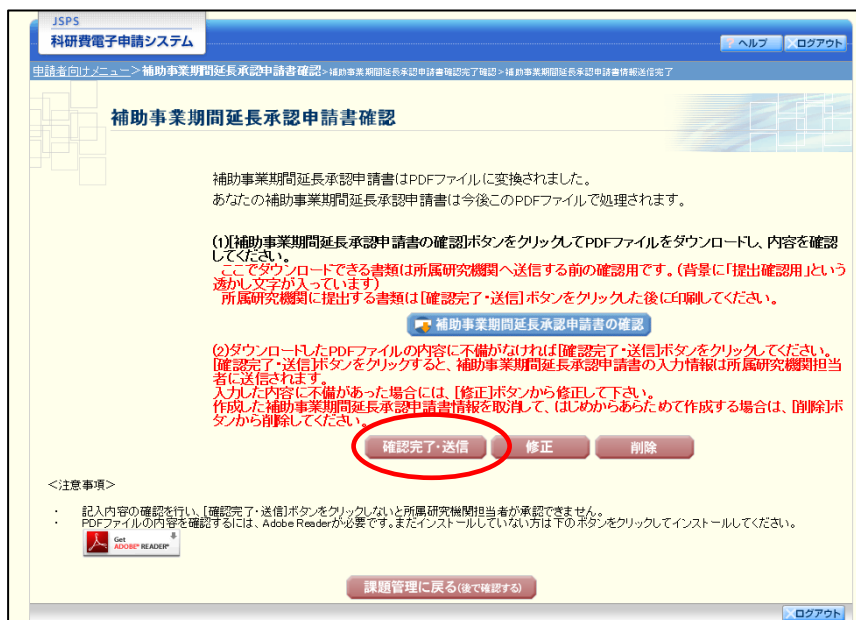 JSPS
科研費電子申請システム
ヘルプ
ログアウト
申請者向けメニュー>補助事業期間延長承認申請書確認>補助事業期間延長承認申請書確認完了確認>補助事業期間延長承認申請書情報送信完了
補助事業期間延長承認申請書確認
補助事業期間延長承認申請書はPDFファイルに変換されました。
あなたの補助事業期間延長承認申請書は今後このPDFファイルで処理されます。
(1)[補助事業期間延長承認申請書の確認]ボタンをクリックしてPDFファイルをダウンロードし、内容を確認
してください。
ここでダウンロードできる書類は所属研究機関へ送信する前の確認用です。(背景に「提出確認用」という
透かし文字が入っています)
所属研究機関に提出する書類は[確認完了・送信]ボタンをクリックした後に印刷してください。
補助事業期間延長承認申請書の確認
(2)ダウンロードしたPDFファイルの内容に不備がなければ[確認完了・送信]ボタンをクリックしてください。
[確認完了・送信]ボタンをクリックすると、補助事業期間延長承認申請書の入力情報は所属研究機関担当
者に送信されます。
入力した内容に不備があった場合には、[修正]ボタンから修正して下さい。
作成した補助事業期間延長承認申請書情報を取消して、はじめからあらためて作成する場合は、[削除]ボ
タンから削除してください。
確認完了・送信
修正
削除
<注意事項>
・ 記入内容の確認を行い、[確認完了・送信]ボタンをクリックしないと所属研究機関担当者が承認できません。
・ PDFファイルの内容を確認するには、Adobe Readerが必要です。まだインストールしていない方は下のボタンをクリックしてインストールしてください。
Get
ADOBE® READER®
課題管理に戻る(後で確認する)
ログアウト